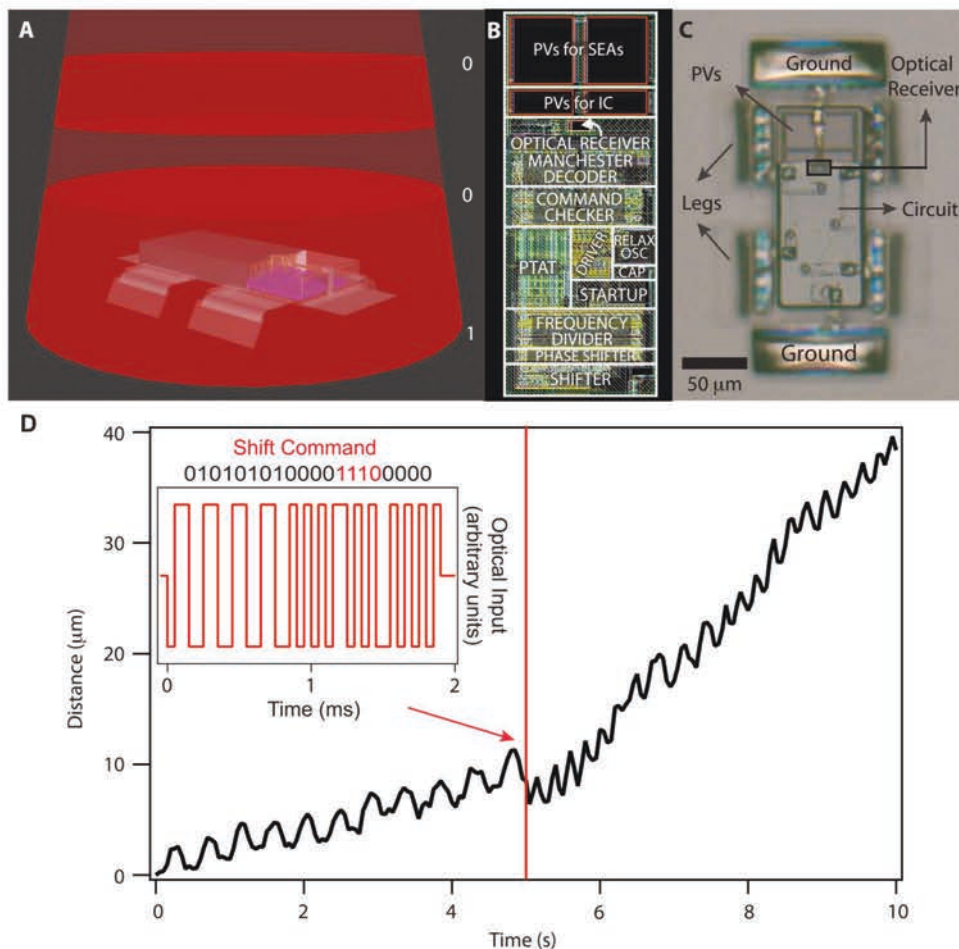 A
0
0
1
B
PVs for SEAs
PVs for IC
OPTICAL RECEIVER
MANCHESTER
DECODER
COMMAND
CHECKER
PTAT
DRIVER
RELAX
OSC
CAP
STARTUP
FREQUENCY
DIVIDER
PHASE SHIFTER
SHIFTER
C
Ground
PVs
Optical
Receiver
Legs
Circuit
Ground
50 μm
D
Shift Command
01010101000011100000
Optical Input
(arbitrary units)
0
1
2
Time (ms)
Distance (μm)
40
30
20
10
0
0
2
4
6
8
10
Time (s)